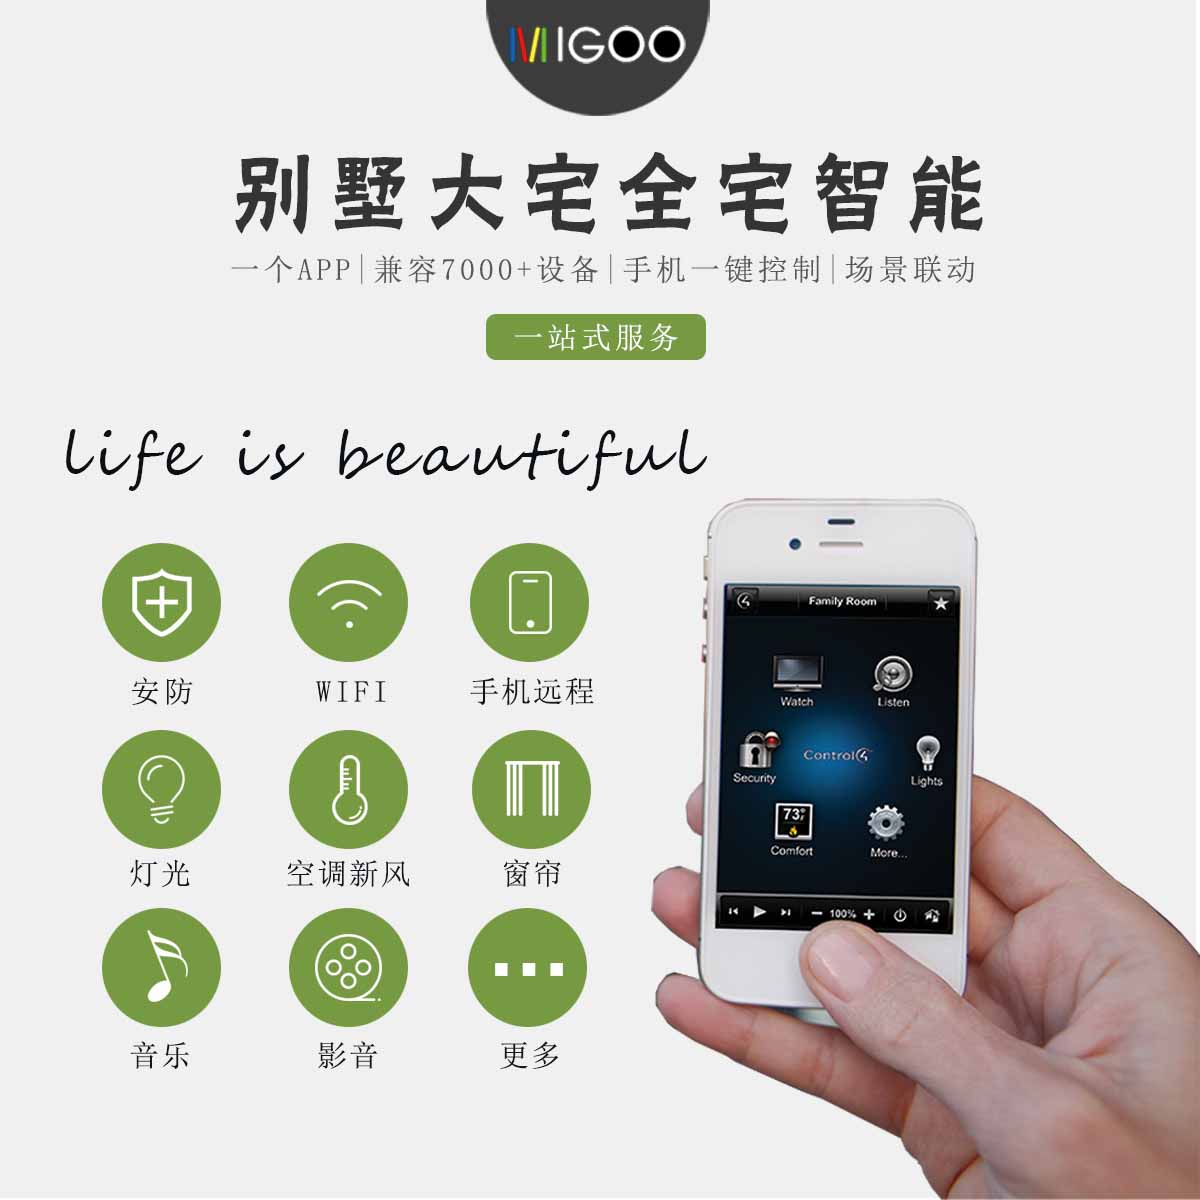 MIGOO
别墅大宅全宅智能
一个APP|兼容7000+设备|手机一键控制|场景联动
一站式服务
life is beautiful
安防
WIFI
手机远程
灯光
空调新风
窗帘
音乐
影音
更多
Family Room
Watch
Listen
Security
Control4
Lights
73°F
Comfort
More...
100%